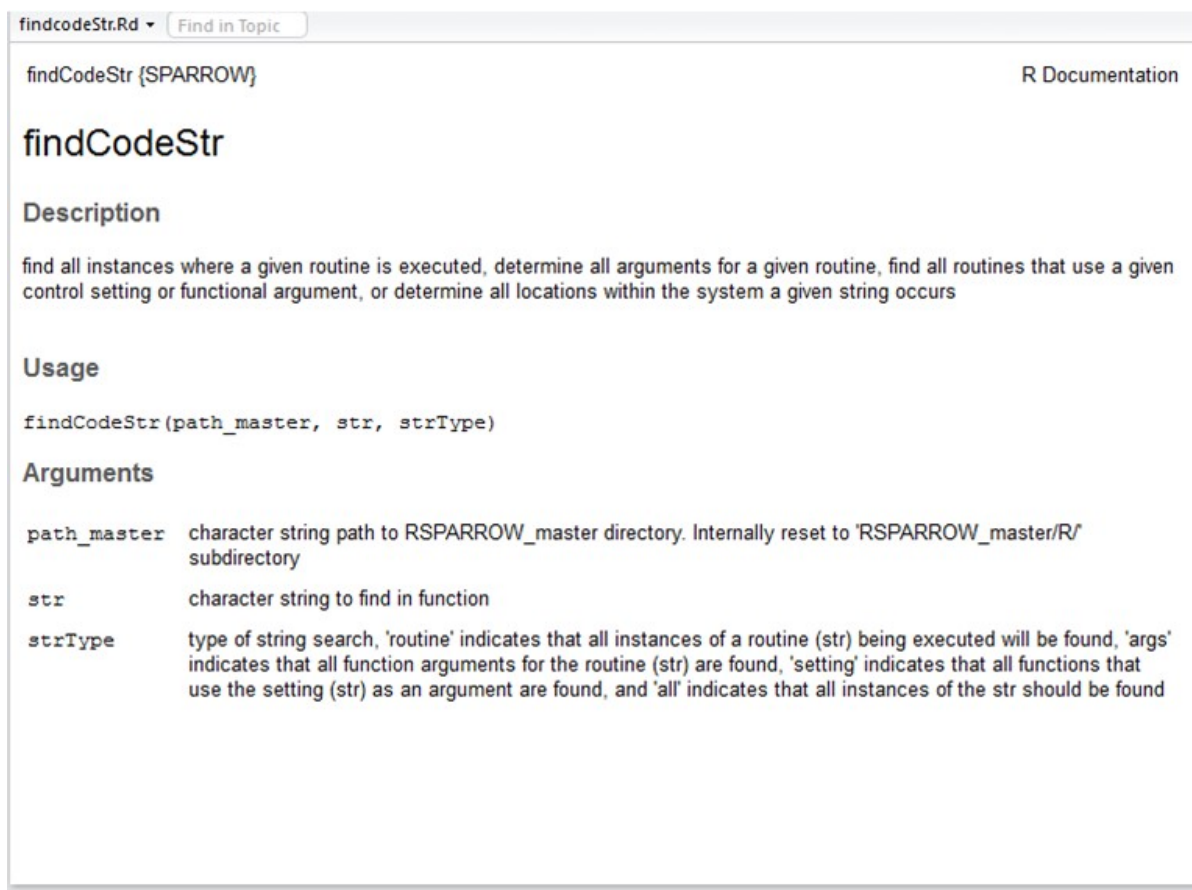 findcodeStr.Rd Find in Topic
findCodeStr {SPARROW} R Documentation
findCodeStr
Description
find all instances where a given routine is executed, determine all arguments for a given routine, find all routines that use a given
control setting or functional argument, or determine all locations within the system a given string occurs
Usage
findCodeStr(path_master, str, strType)
Arguments
path_master character string path to RSPARROW_master directory. Internally reset to 'RSPARROW_master/R/'
subdirectory
str character string to find in function
strType type of string search, 'routine' indicates that all instances of a routine (str) being executed will be found, 'args'
indicates that all function arguments for the routine (str) are found, 'setting' indicates that all functions that
use the setting (str) as an argument are found, and 'all' indicates that all instances of the str should be found